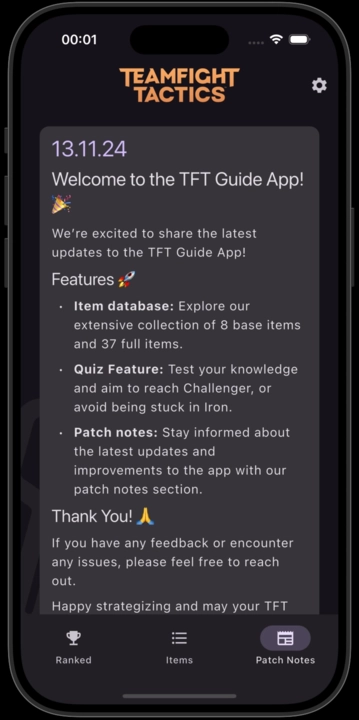 00:01
TEAMFIGHT
TACTICS
13.11.24
Welcome to the TFT Guide App!
🎉
We're excited to share the latest
updates to the TFT Guide App!
Features 🚀
• Item database: Explore our
extensive collection of 8 base items
and 37 full items.
• Quiz Feature: Test your knowledge
and aim to reach Challenger, or
avoid being stuck in Iron.
• Patch notes: Stay informed about
the latest updates and
improvements to the app with our
patch notes section.
Thank You! 🙏
If you have any feedback or encounter
any issues, please feel free to reach
out.
Happy strategizing and may your TFT
Ranked
Items
Patch Notes